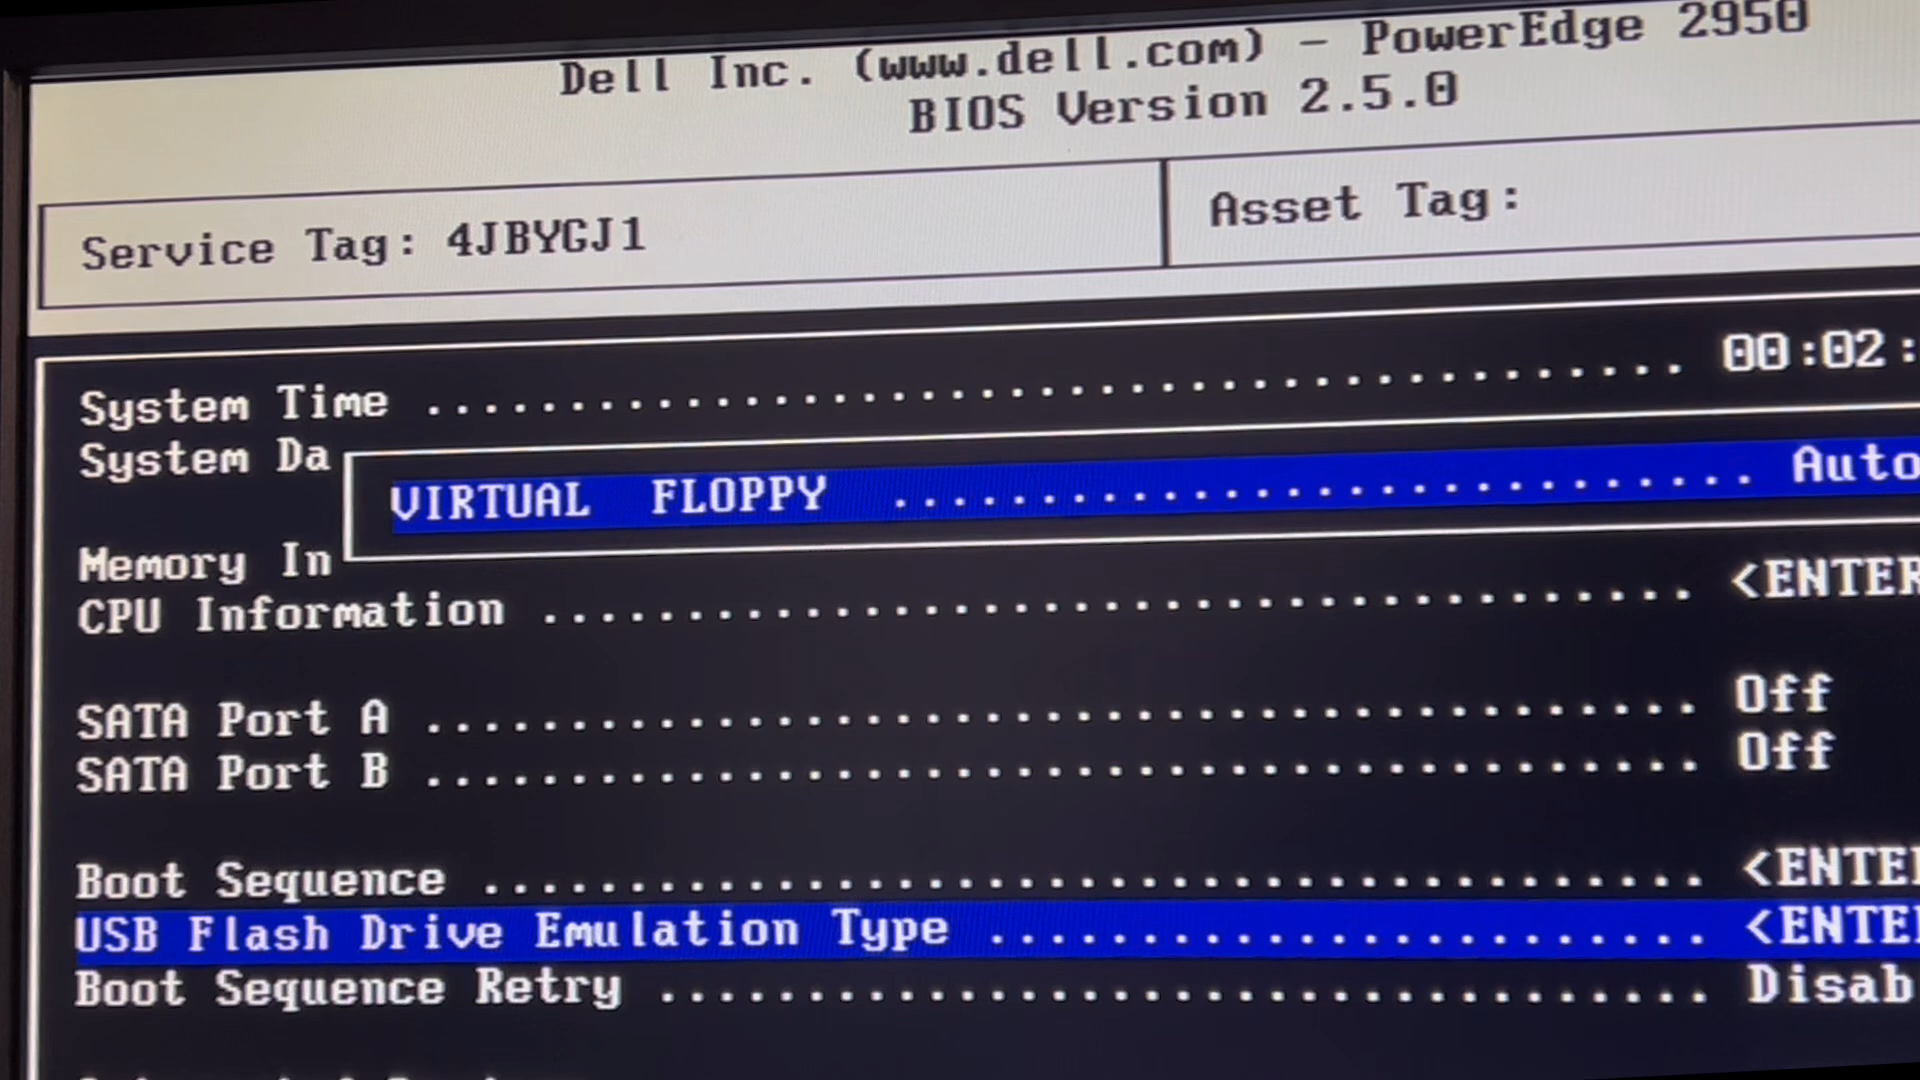 Dell Inc. (www.dell.com) - PowerEdge 2950
BIOS Version 2.5.0
Service Tag: 4JBYGJ1
Asset Tag:
System Time ........................................... 00:02:
System Da
VIRTUAL  FLOPPY .............................. Auto
Memory In
CPU Information ....................................... <ENTER
SATA Port A ........................................... Off
SATA Port B ........................................... Off
Boot Sequence ......................................... <ENTE
USB Flash Drive Emulation Type ........................ <ENTE
Boot Sequence Retry ................................... Disab